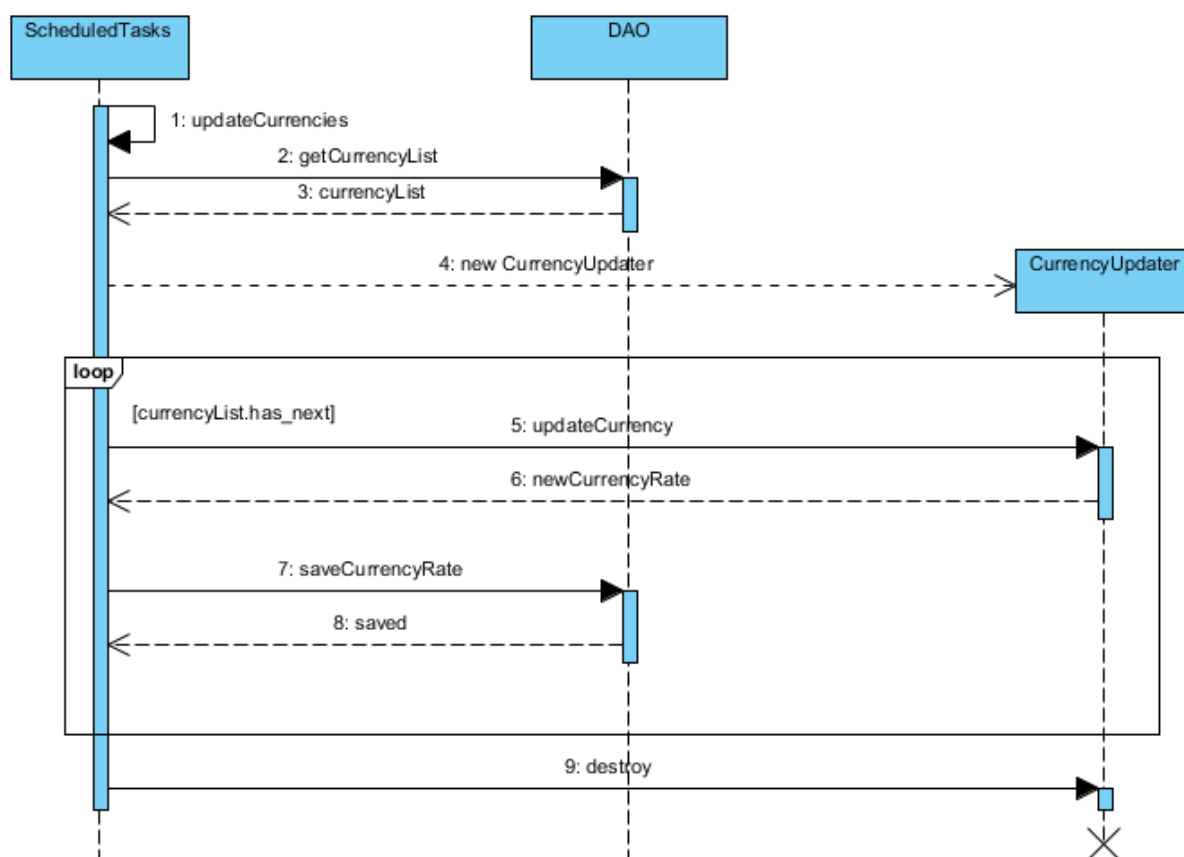 ScheduledTasks
DAO
1: updateCurrencies
2: getCurrencyList
3: currencyList
4: new CurrencyUpdater
CurrencyUpdater
loop
[currencyList.has_next]
5: updateCurrency
6: newCurrencyRate
7: saveCurrencyRate
8: saved
9: destroy